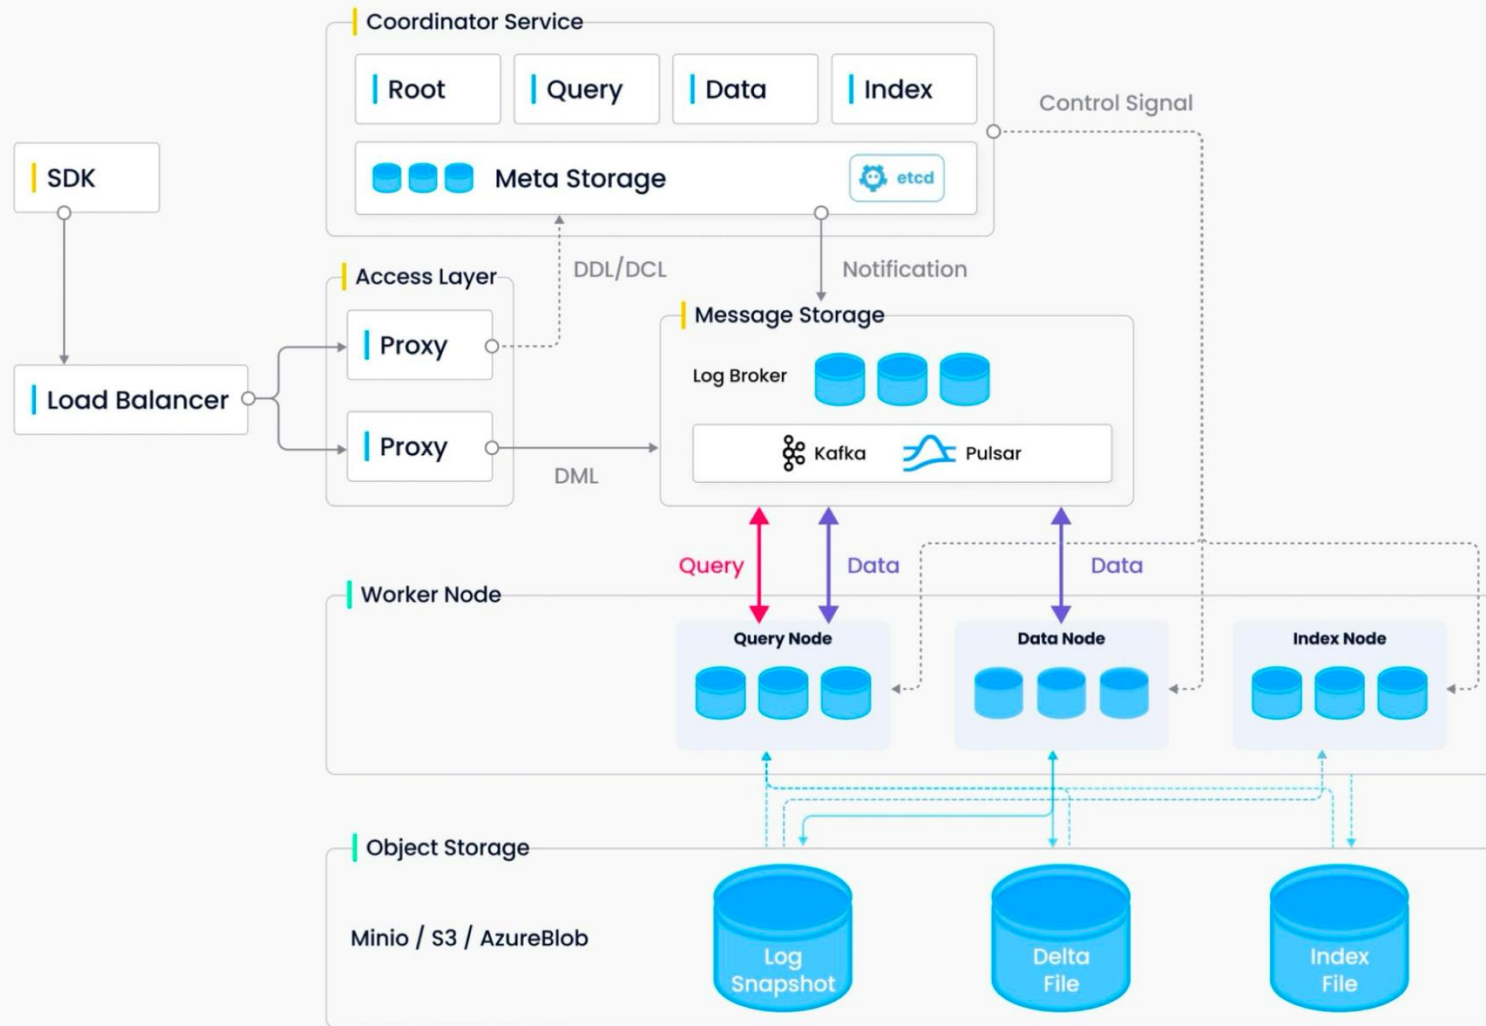 Coordinator Service
Root
Query
Data
Index
Control Signal
SDK
Meta Storage
etcd
Access Layer
DDL/DCL
Notification
Message Storage
Proxy
Log Broker
Load Balancer
Proxy
Kafka
Pulsar
DML
Query
Data
Data
Worker Node
Query Node
Data Node
Index Node
Object Storage
Minio / S3 / AzureBlob
Log
Snapshot
Delta
File
Index
File